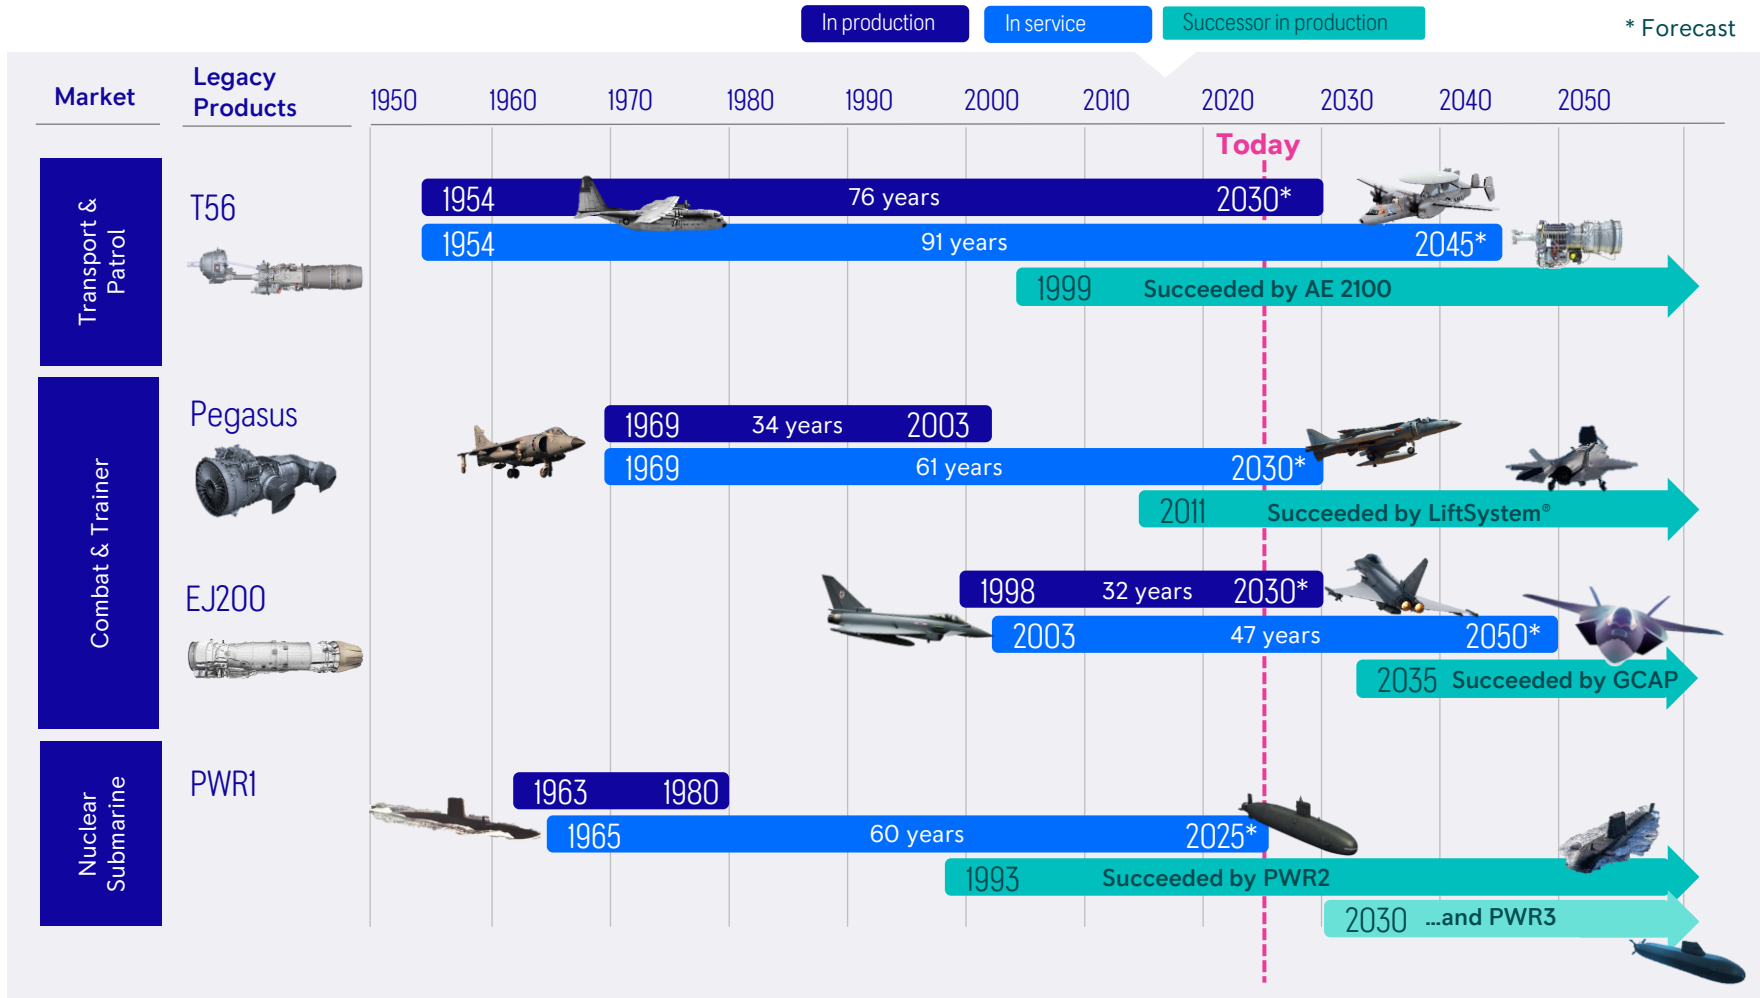 In production
In service
Successor in production
* Forecast
Market
Legacy
Products
1950
1960
1970
1980
1990
2000
2010
2020
2030
2040
2050
Today
Transport &
Patrol
T56
1954
76 years
2030*
1954
91 years
2045*
1999
Succeeded by AE 2100
Combat & Trainer
Pegasus
1969
34 years
2003
1969
61 years
2030*
2011
Succeeded by LiftSystem®
EJ200
1998
32 years
2030*
2003
47 years
2050*
2035
Succeeded by GCAP
Nuclear
Submarine
PWR1
1963
1980
1965
60 years
2025*
1993
Succeeded by PWR2
2030
...and PWR3